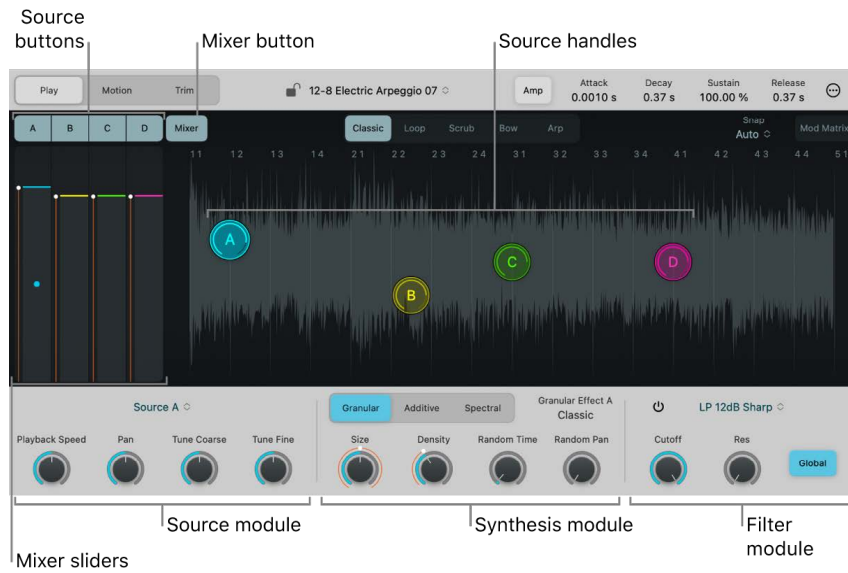 Source
buttons
Mixer button
Source handles
Play Motion Trim 12-8 Electric Arpeggio 07 Amp Attack Decay Sustain Release
0.0010 s 0.37 s 100.00 % 0.37 s
A B C D Mixer Classic Loop Scrub Bow Arp Snap
Auto Mod Matrix
1 1 1 2 1 3 1 4 2 1 2 2 2 3 2 4 3 1 3 2 3 3 3 4 4 1 4 2 4 3 4 4 5 1
A
B
C
D
Source A Granular Additive Spectral Granular Effect A
Classic LP 12dB Sharp
Playback Speed Pan Tune Coarse Tune Fine Size Density Random Time Random Pan Cutoff Res
Global
Source module
Synthesis module
Filter
module
Mixer sliders